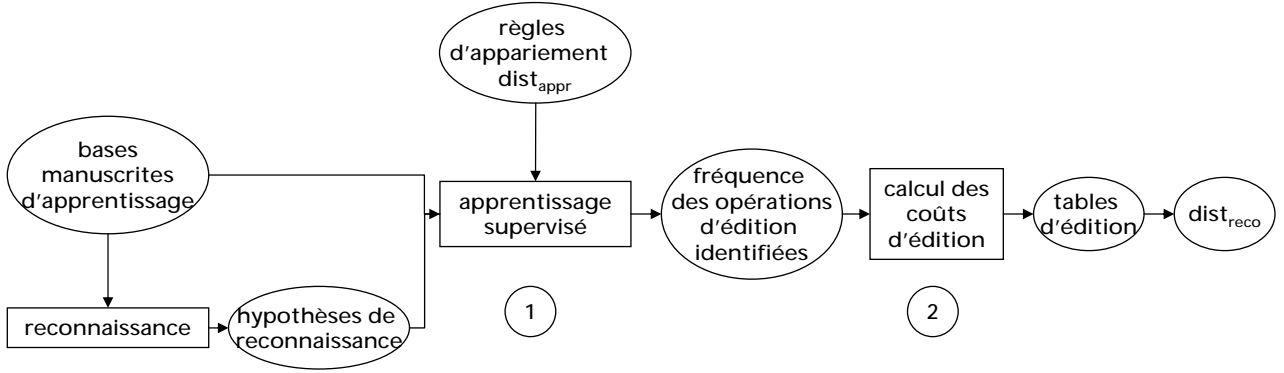 règles
d'appariement
dist_appr
bases
manuscrites
d'apprentissage
apprentissage
supervisé
fréquence
des opérations
d'édition
identifiées
calcul des
coûts
d'édition
tables
d'édition
dist_reco
reconnaissance
hypothèses de
reconnaissance
1
2